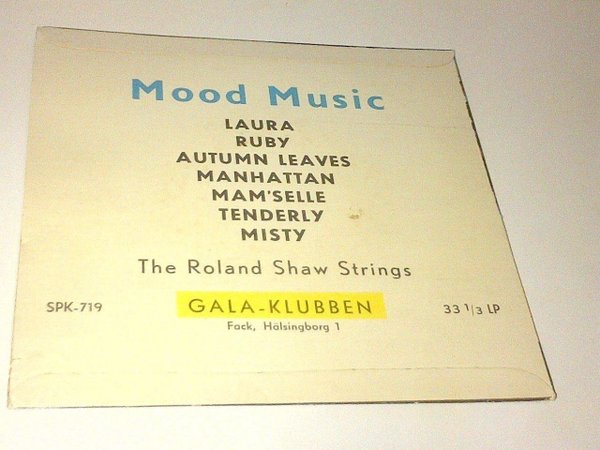 Mood Music
LAURA
RUBY
AUTUMN LEAVES
MANHATTAN
MAM'SELLE
TENDERLY
MISTY
The Roland Shaw Strings
SPK-719 GALA-KLUBBEN 33 1/3 LP
Fack, Hälsingborg 1